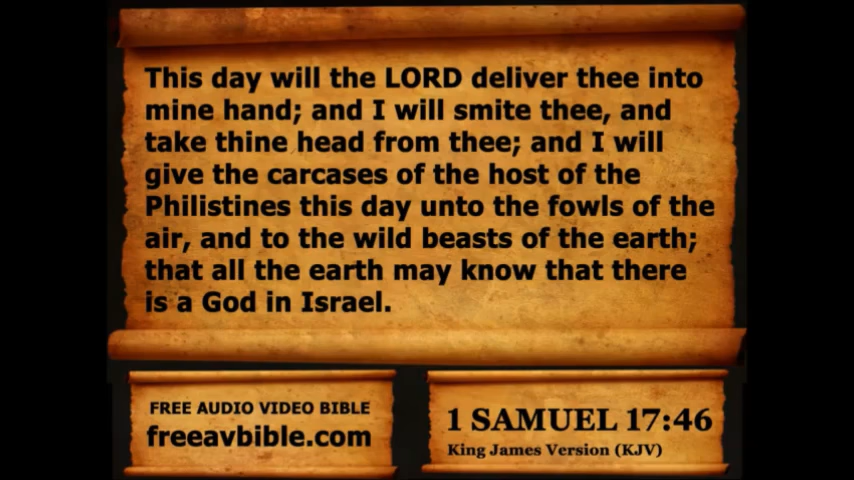 This day will the LORD deliver thee into
mine hand; and I will smite thee, and
take thine head from thee; and I will
give the carcases of the host of the
Philistines this day unto the fowls of the
air, and to the wild beasts of the earth;
that all the earth may know that there
is a God in Israel.
FREE AUDIO VIDEO BIBLE
freeavbible.com
1 SAMUEL 17:46
King James Version (KJV)